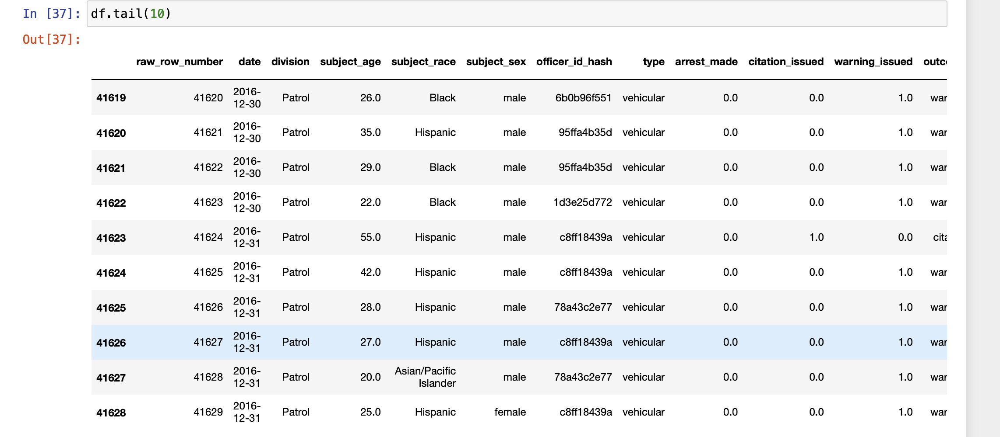 In [37]: df.tail(10)
Out[37]:
raw_row_number date division subject_age subject_race subject_sex officer_id_hash type arrest_made citation_issued warning_issued outc
41619 41620 2016-12-30 Patrol 26.0 Black male 6b0b96f551 vehicular 0.0 0.0 1.0 war
41620 41621 2016-12-30 Patrol 35.0 Hispanic male 95ffa4b35d vehicular 0.0 0.0 1.0 war
41621 41622 2016-12-30 Patrol 29.0 Black male 95ffa4b35d vehicular 0.0 0.0 1.0 war
41622 41623 2016-12-30 Patrol 22.0 Black male 1d3e25d772 vehicular 0.0 0.0 1.0 war
41623 41624 2016-12-31 Patrol 55.0 Hispanic male c8ff18439a vehicular 0.0 1.0 0.0 cita
41624 41625 2016-12-31 Patrol 42.0 Hispanic male c8ff18439a vehicular 0.0 0.0 1.0 war
41625 41626 2016-12-31 Patrol 28.0 Hispanic male 78a43c2e77 vehicular 0.0 0.0 1.0 war
41626 41627 2016-12-31 Patrol 27.0 Hispanic male c8ff18439a vehicular 0.0 0.0 1.0 war
41627 41628 2016-12-31 Patrol 20.0 Asian/Pacific Islander male 78a43c2e77 vehicular 0.0 0.0 1.0 war
41628 41629 2016-12-31 Patrol 25.0 Hispanic female c8ff18439a vehicular 0.0 0.0 1.0 war